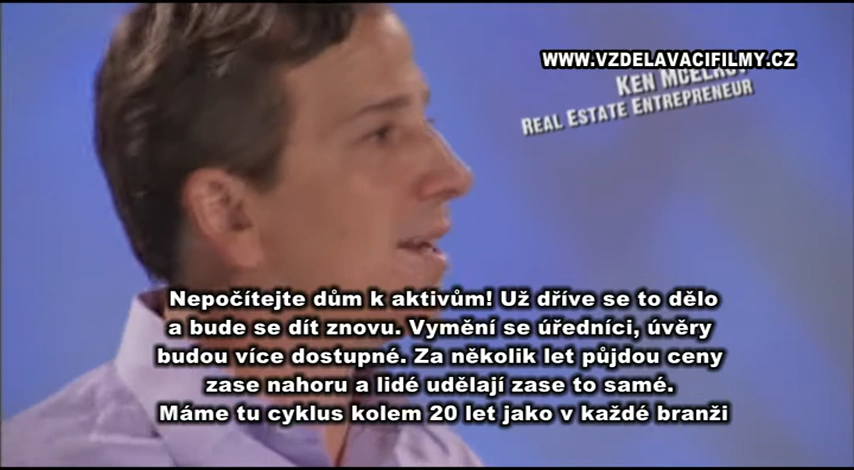 WWW.VZDELAVACIFILMY.CZ
KEN
REAL ESTATE ENTREPRENEUR
Nepočítejte dům k aktivům! Už dříve se to dělo
a bude se dít znovu. Vymění se úředníci, úvěry
budou více dostupné. Za několik let půjdou ceny
zase nahoru a lidé udělají zase to samé.
Máme tu cyklus kolem 20 let jako v každé branži